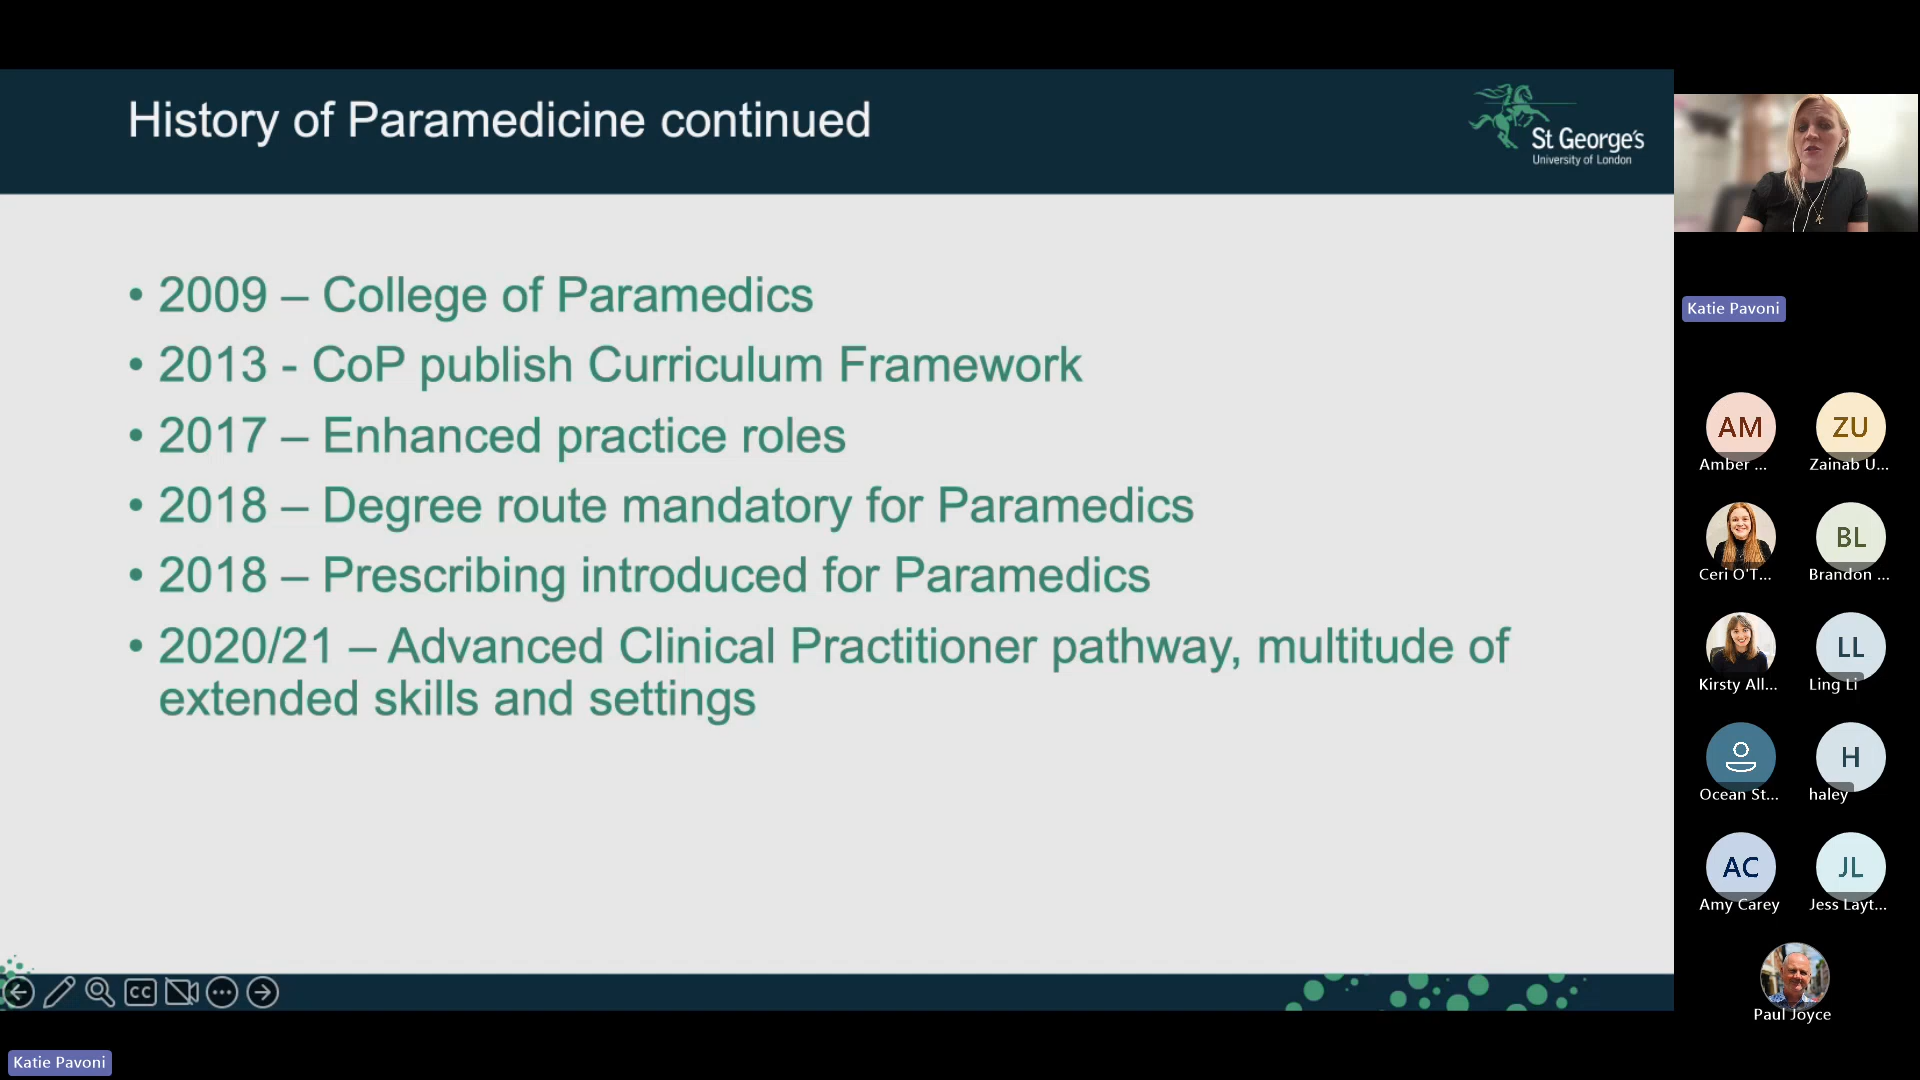 History of Paramedicine continued
St George's
University of London
• 2009 – College of Paramedics
• 2013 - CoP publish Curriculum Framework
• 2017 – Enhanced practice roles
• 2018 – Degree route mandatory for Paramedics
• 2018 – Prescribing introduced for Paramedics
• 2020/21 – Advanced Clinical Practitioner pathway, multitude of
extended skills and settings
CC
Katie Pavoni
Katie Pavoni
AM
Amber ...
ZU
Zainab U...
Ceri O'T...
BL
Brandon ...
Kirsty All...
LL
Ling Li
Ocean St...
H
haley
AC
Amy Carey
JL
Jess Layt...
Paul Joyce